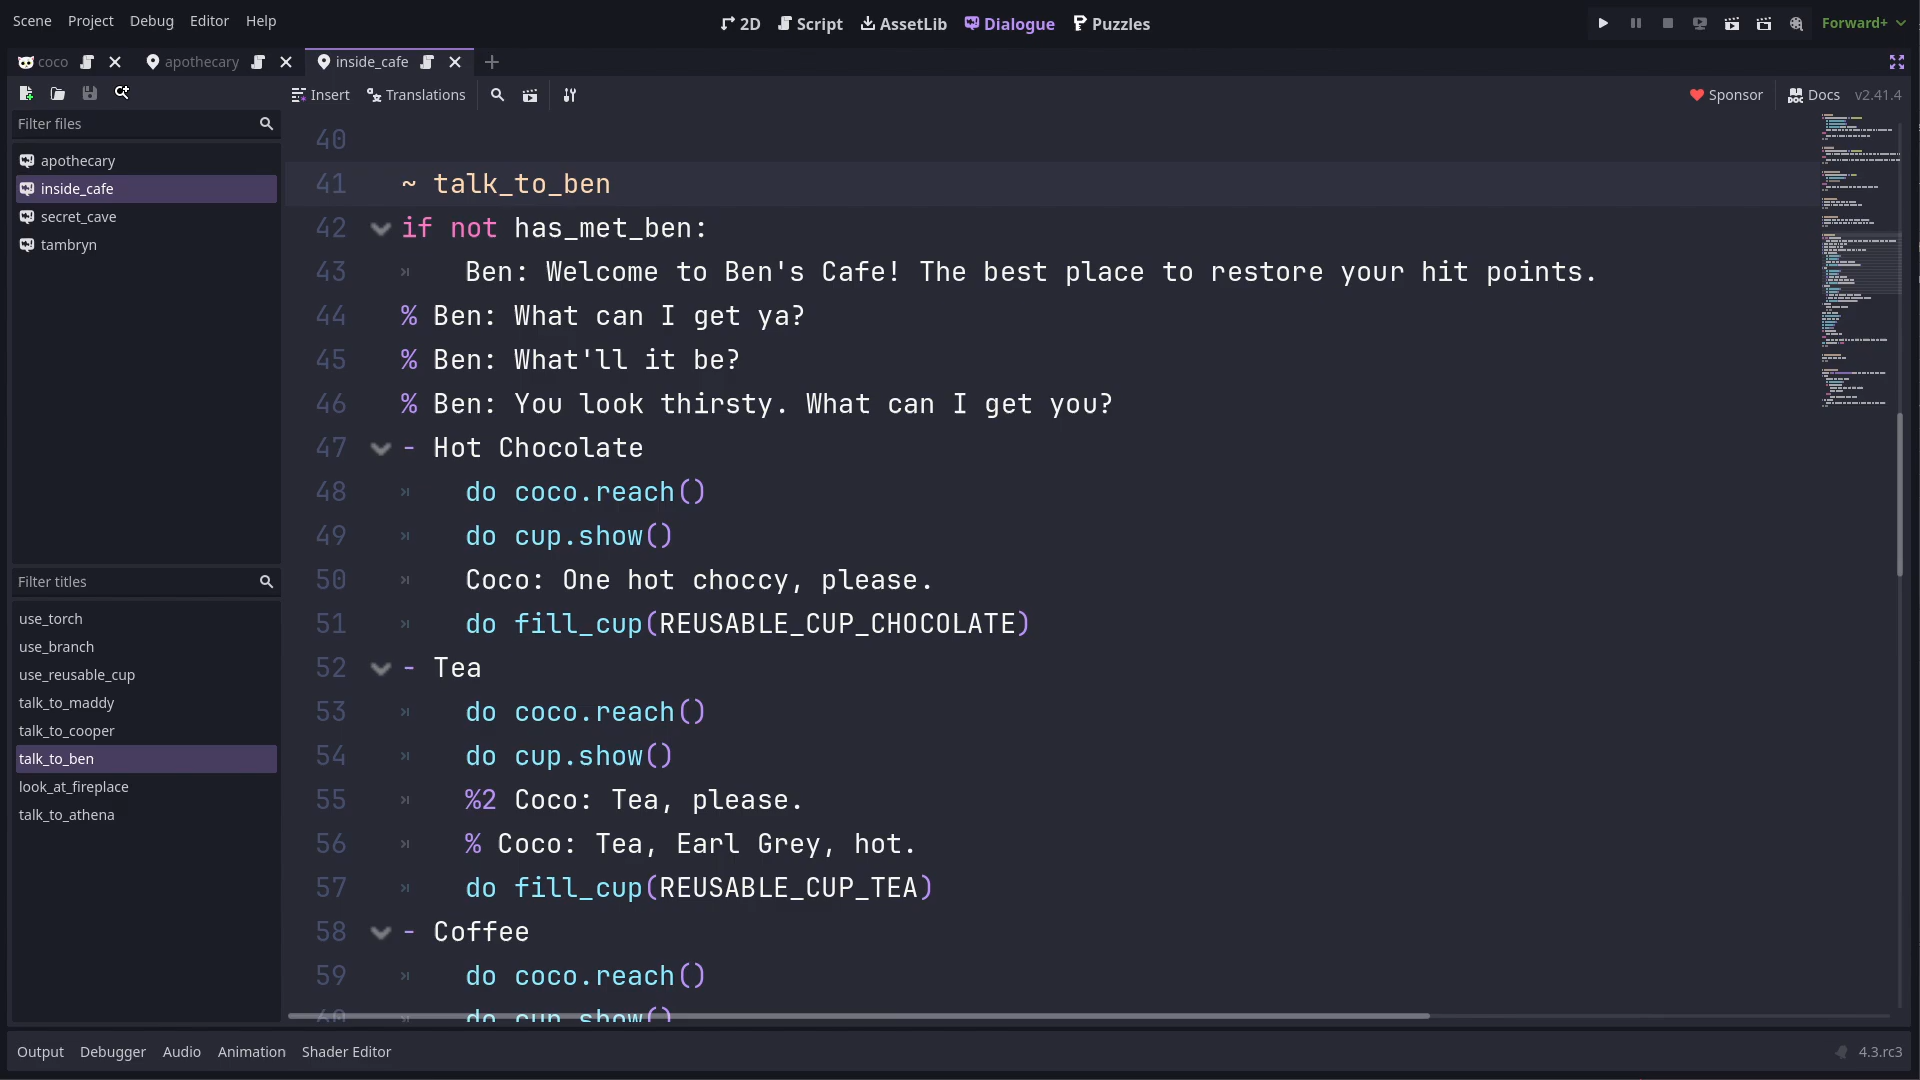 Scene Project Debug Editor Help
2D Script AssetLib Dialogue Puzzles
Forward+
coco apothecary inside_cafe
Insert Translations
Sponsor Docs v2.41.4
Filter files
apothecary
inside_cafe
secret_cave
tambryn
Filter titles
use_torch
use_branch
use_reusable_cup
talk_to_maddy
talk_to_cooper
talk_to_ben
look_at_fireplace
talk_to_athena
40
41 ~ talk_to_ben
42 if not has_met_ben:
43 Ben: Welcome to Ben's Cafe! The best place to restore your hit points.
44 % Ben: What can I get ya?
45 % Ben: What'll it be?
46 % Ben: You look thirsty. What can I get you?
47 - Hot Chocolate
48 do coco.reach()
49 do cup.show()
50 Coco: One hot choccy, please.
51 do fill_cup(REUSABLE_CUP_CHOCOLATE)
52 - Tea
53 do coco.reach()
54 do cup.show()
55 %2 Coco: Tea, please.
56 % Coco: Tea, Earl Grey, hot.
57 do fill_cup(REUSABLE_CUP_TEA)
58 - Coffee
59 do coco.reach()
60 do cup.show()
Output Debugger Audio Animation Shader Editor
4.3.rc3